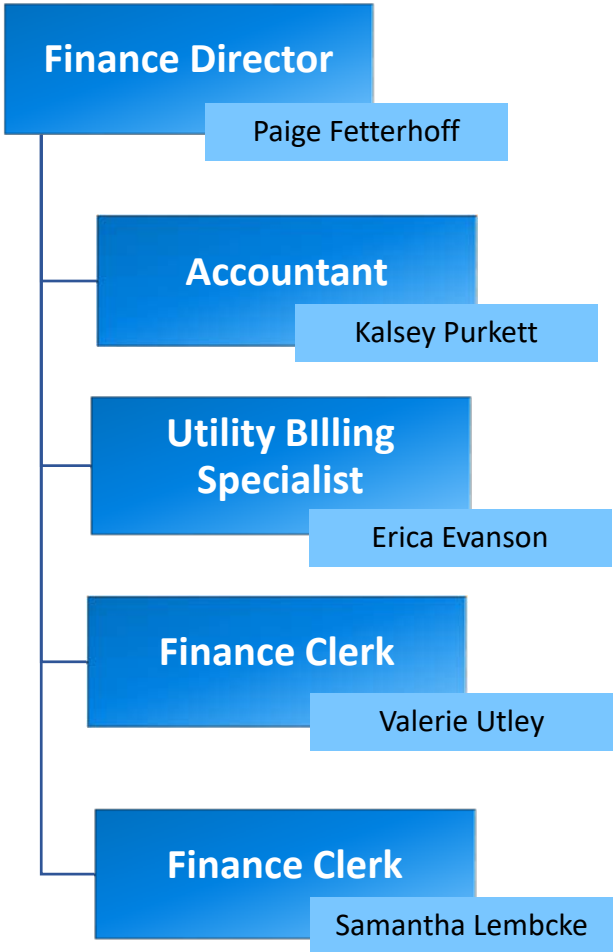 Finance Director
Paige Fetterhoff
Accountant
Kalsey Purkett
Utility BIlling
Specialist
Erica Evanson
Finance Clerk
Valerie Utley
Finance Clerk
Samantha Lembcke